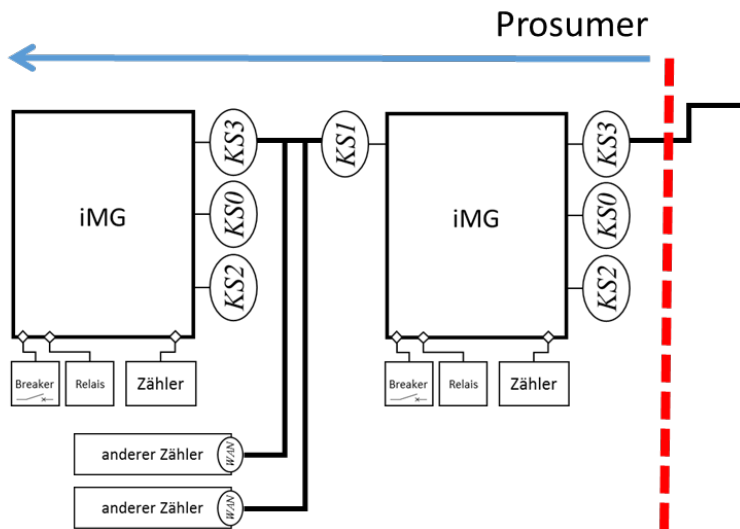 Prosumer
iMG
KS3
KS0
KS2
Breaker
Relais
Zähler
KS1
iMG
KS3
KS0
KS2
Breaker
Relais
Zähler
anderer Zähler
WAN
anderer Zähler
WAN